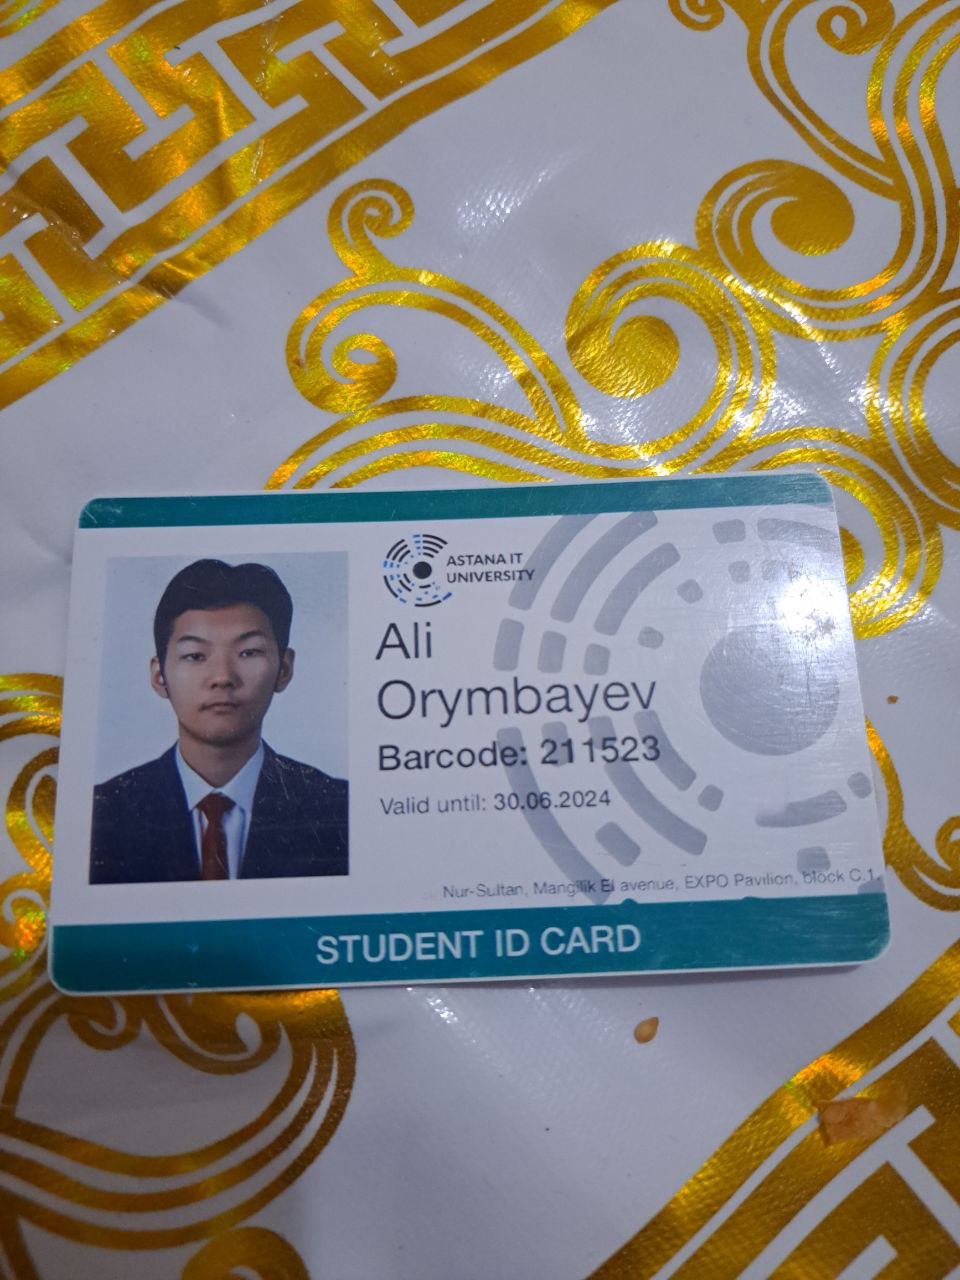 ASTANA IT
UNIVERSITY
Ali
Orymbayev
Barcode: 211523
Valid until: 30.06.2024
Nur-Sultan, Mangilik El avenue, EXPO Pavilion, block C.1.
STUDENT ID CARD